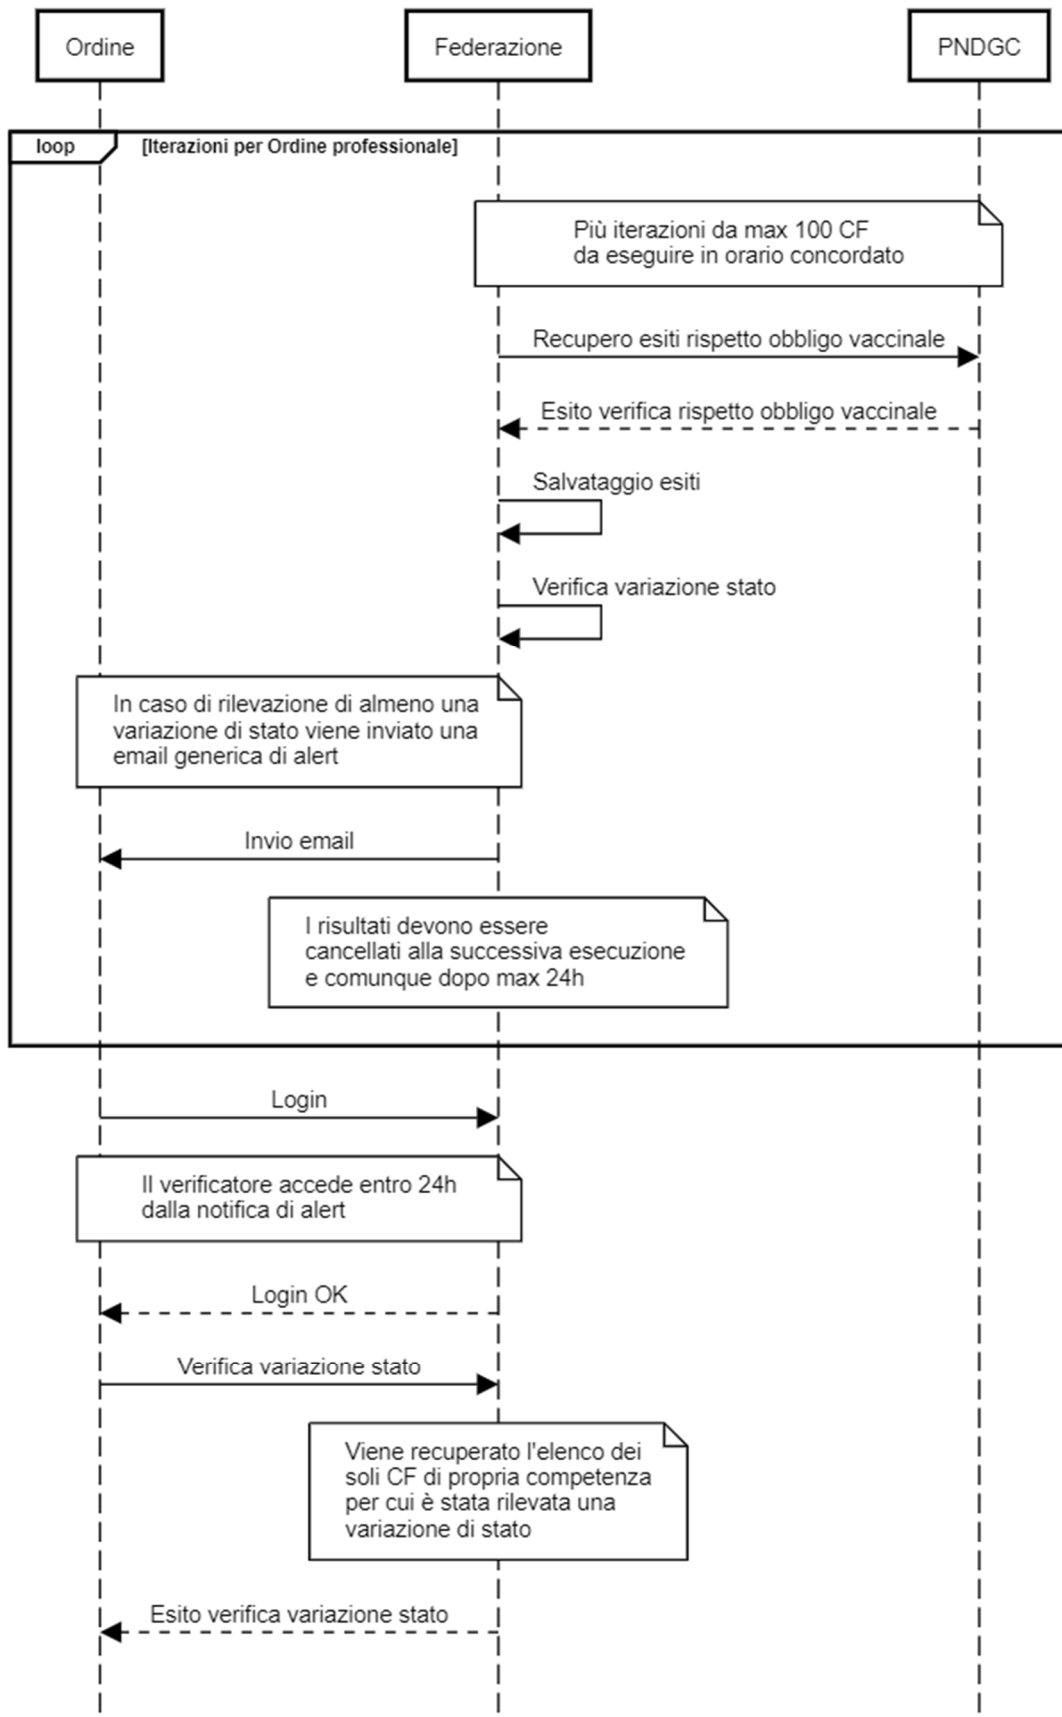 Ordine
Federazione
PNDGC
loop
[Iterazioni per Ordine professionale]
Più iterazioni da max 100 CF
da eseguire in orario concordato
Recupero esiti rispetto obbligo vaccinale
Esito verifica rispetto obbligo vaccinale
Salvataggio esiti
Verifica variazione stato
In caso di rilevazione di almeno una
variazione di stato viene inviato una
email generica di alert
Invio email
I risultati devono essere
cancellati alla successiva esecuzione
e comunque dopo max 24h
Login
Il verificatore accede entro 24h
dalla notifica di alert
Login OK
Verifica variazione stato
Viene recuperato l'elenco dei
soli CF di propria competenza
per cui è stata rilevata una
variazione di stato
Esito verifica variazione stato